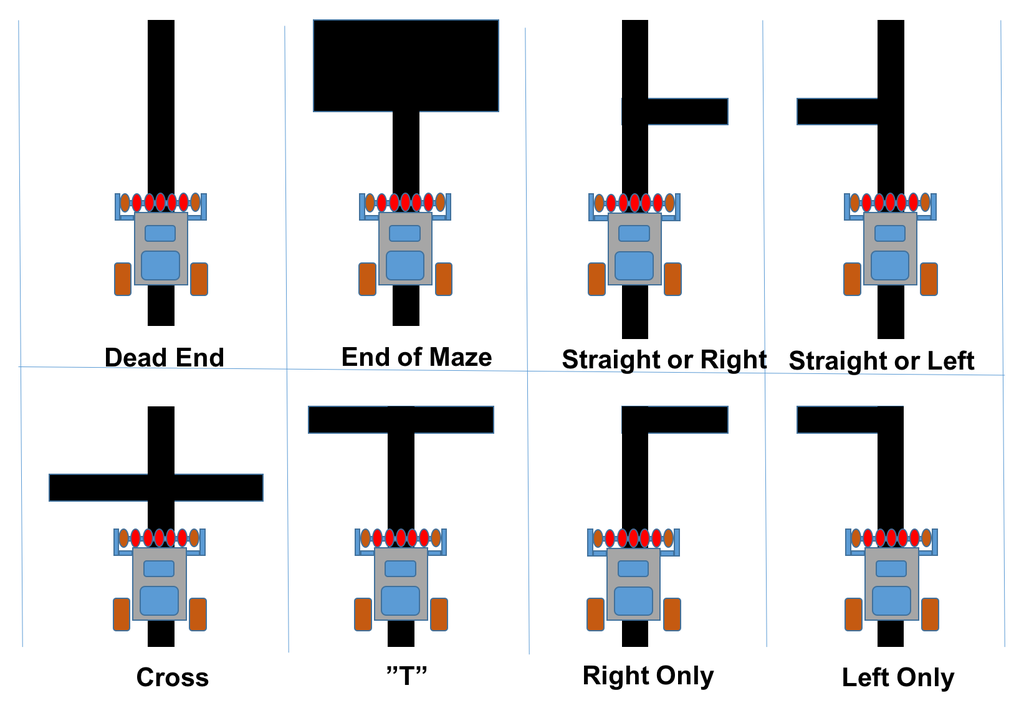 Dead End
End of Maze
Straight or Right
Straight or Left
Cross
”T”
Right Only
Left Only